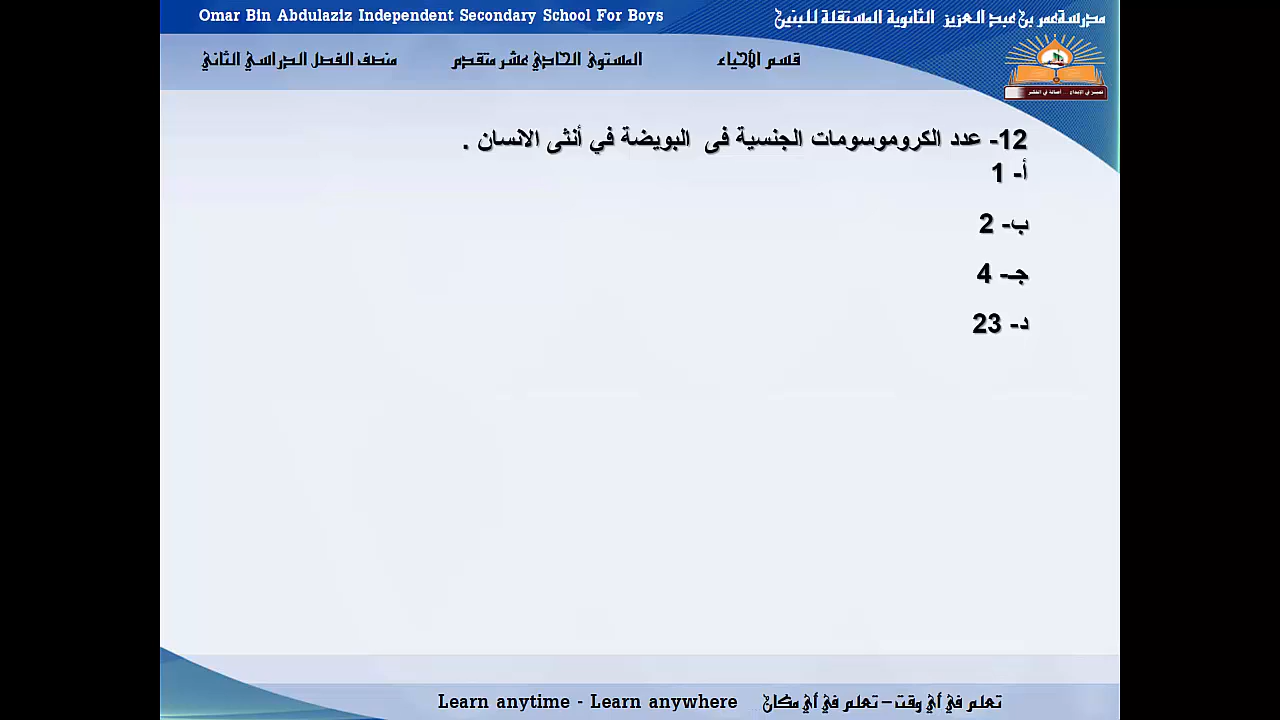 Omar Bin Abdulaziz Independent Secondary School For Boys
مدرسة عمر بن عبد العزيز الثانوية المستقلة للبنين
قسم الأحياء
المستوى الحادي عشر متقدم
منصف الفصل الدراسي الثاني
12- عدد الكروموسومات الجنسية فى البويضة في أنثى الانسان .
أ- 1
ب- 2
جـ- 4
د- 23
Learn anytime - Learn anywhere
تعلم في أي وقت – تعلم في أي مكان